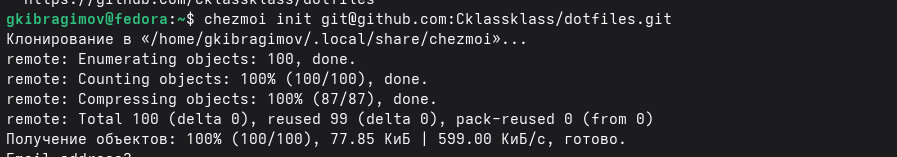 https://github.com/Cklassklass/dotfiles
gkibragimov@fedora:~$ chezmoi init git@github.com:Cklassklass/dotfiles.git
Клонирование в «/home/gkibragimov/.local/share/chezmoi»...
remote: Enumerating objects: 100, done.
remote: Counting objects: 100% (100/100), done.
remote: Compressing objects: 100% (87/87), done.
remote: Total 100 (delta 0), reused 99 (delta 0), pack-reused 0 (from 0)
Получение объектов: 100% (100/100), 77.85 КиБ | 599.00 КиБ/с, готово.
Email address?